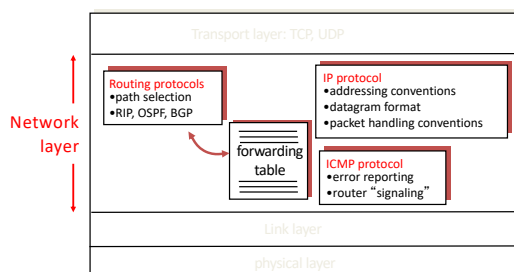 Transport layer: TCP, UDP
Routing protocols
•path selection
•RIP, OSPF, BGP
IP protocol
•addressing conventions
•datagram format
•packet handling conventions
Network
layer
forwarding
table
ICMP protocol
•error reporting
•router “signaling”
Link layer
physical layer